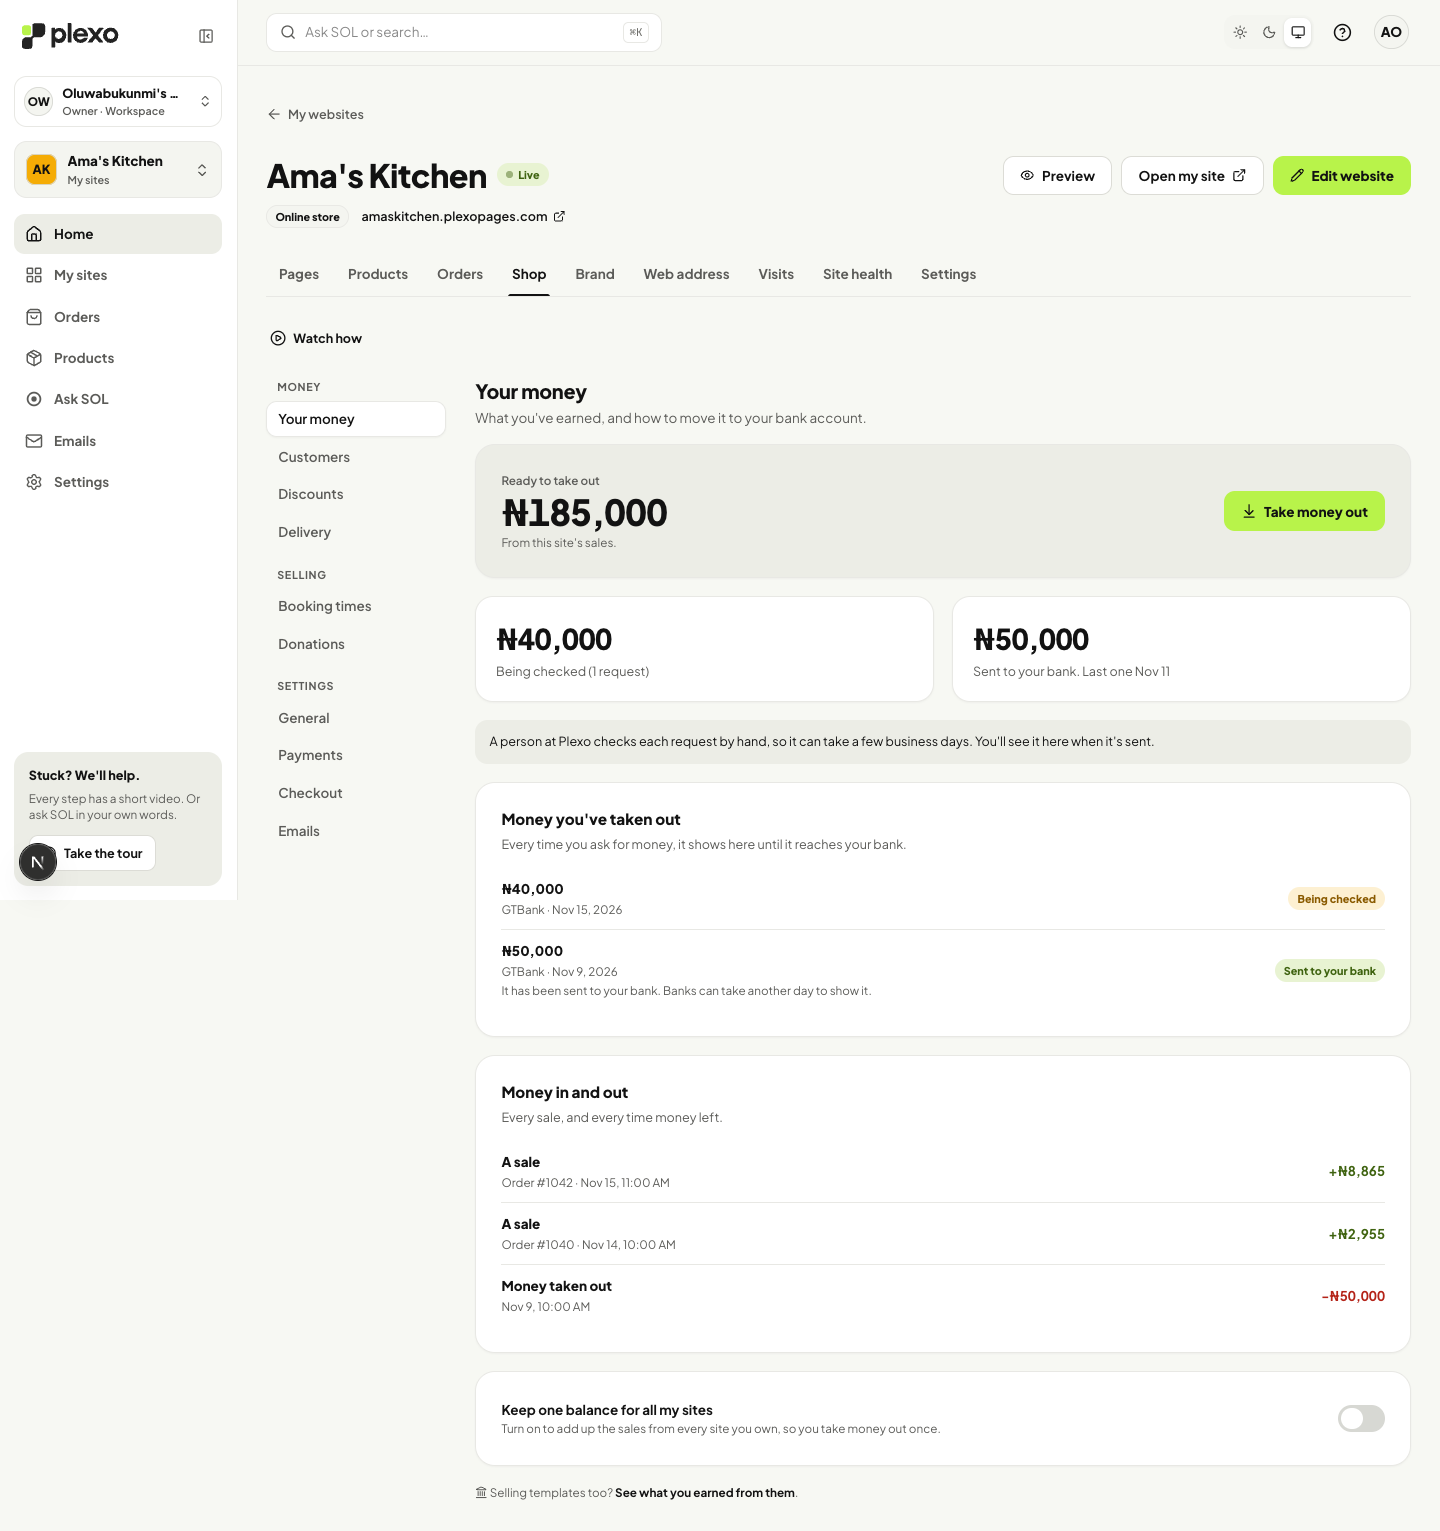 plexo
Ask SOL or search...
⌘K
AO
OW
Oluwabukunmi's ...
Owner · Workspace
AK
Ama's Kitchen
My sites
Home
My sites
Orders
Products
Ask SOL
Emails
Settings
Stuck? We'll help.
Every step has a short video. Or
ask SOL in your own words.
N
Take the tour
My websites
Ama's Kitchen
Live
Preview
Open my site
Edit website
Online store
amaskitchen.plexopages.com
Pages
Products
Orders
Shop
Brand
Web address
Visits
Site health
Settings
Watch how
MONEY
Your money
Customers
Discounts
Delivery
SELLING
Booking times
Donations
SETTINGS
General
Payments
Checkout
Emails
Your money
What you've earned, and how to move it to your bank account.
Ready to take out
₦185,000
From this site's sales.
Take money out
₦40,000
Being checked (1 request)
₦50,000
Sent to your bank. Last one Nov 11
A person at Plexo checks each request by hand, so it can take a few business days. You'll see it here when it's sent.
Money you've taken out
Every time you ask for money, it shows here until it reaches your bank.
₦40,000
GTBank · Nov 15, 2026
Being checked
₦50,000
GTBank · Nov 9, 2026
It has been sent to your bank. Banks can take another day to show it.
Sent to your bank
Money in and out
Every sale, and every time money left.
A sale
Order #1042 · Nov 15, 11:00 AM
+₦8,865
A sale
Order #1040 · Nov 14, 10:00 AM
+₦2,955
Money taken out
Nov 9, 10:00 AM
-₦50,000
Keep one balance for all my sites
Turn on to add up the sales from every site you own, so you take money out once.
Selling templates too? See what you earned from them.